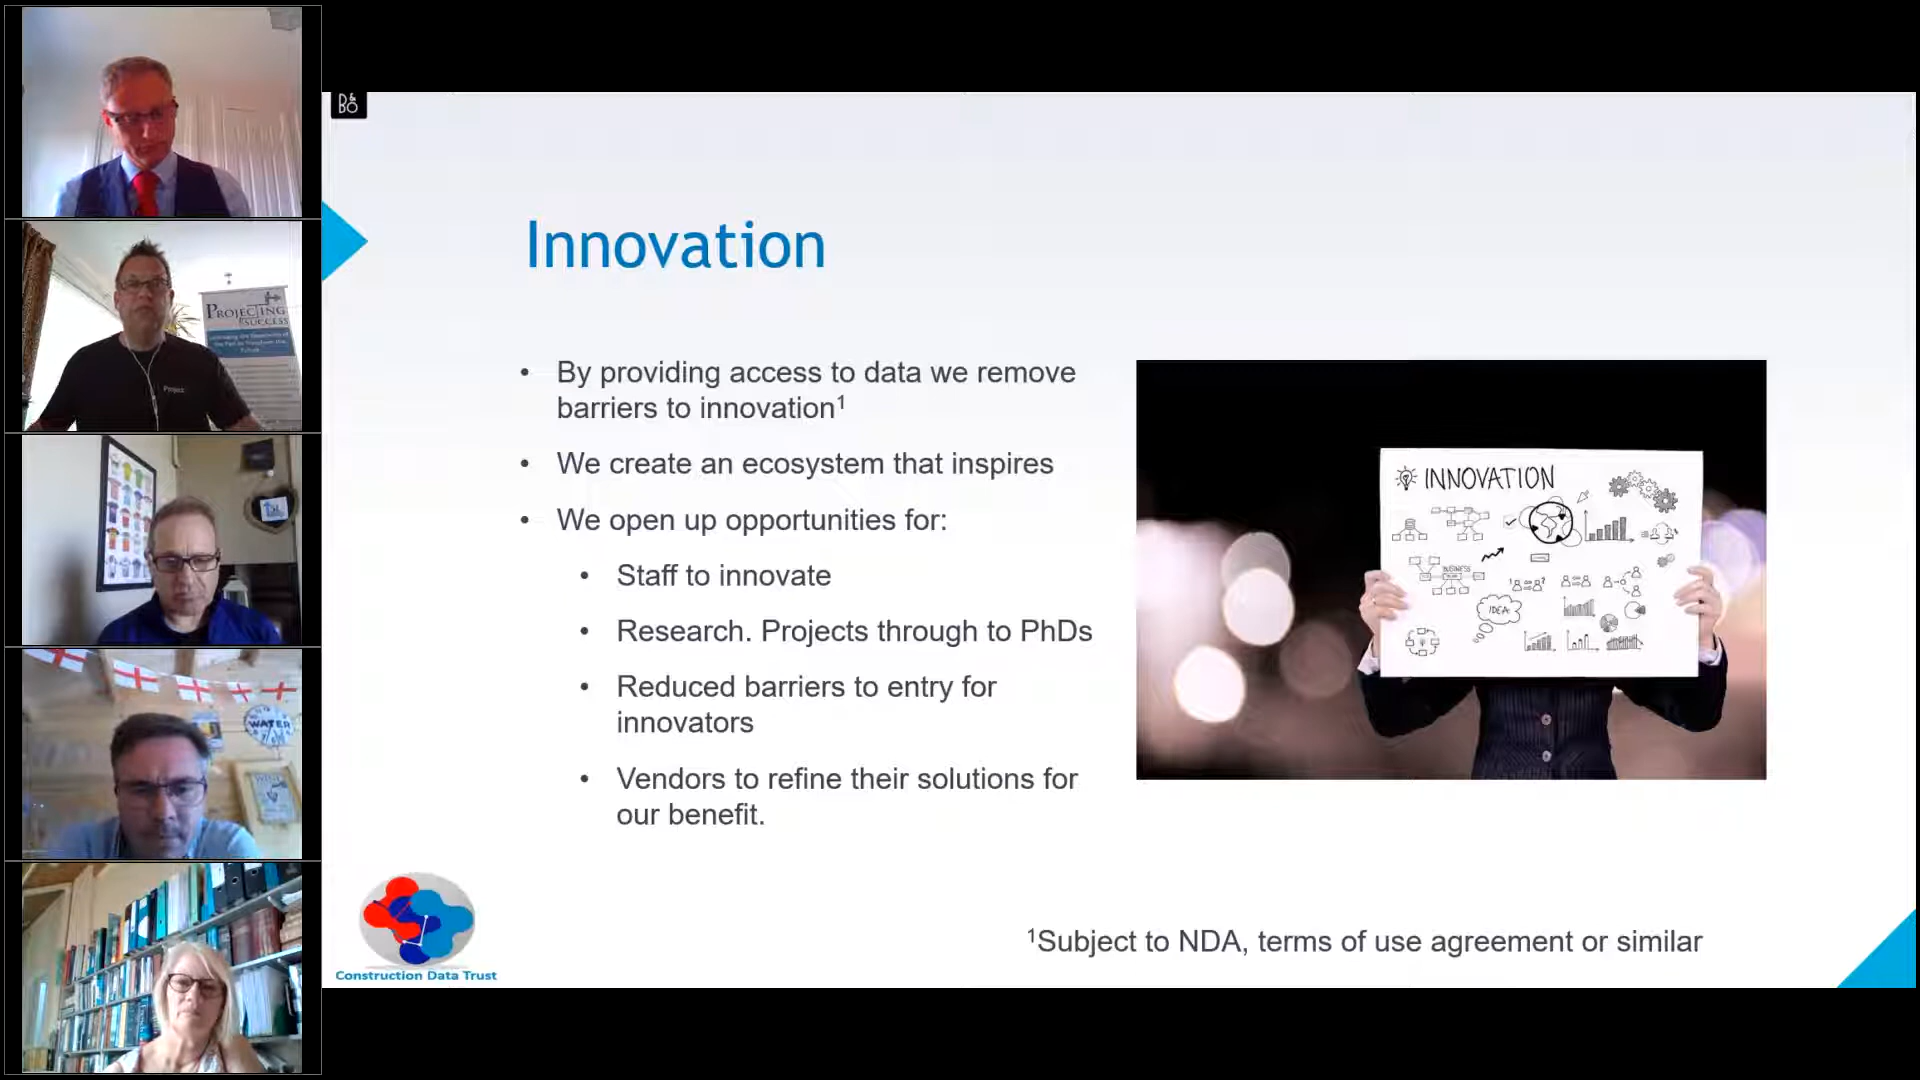 B&O
PROJECTING
SUCCESS
Project
Innovation
• By providing access to data we remove
barriers to innovation¹
• We create an ecosystem that inspires
• We open up opportunities for:
• Staff to innovate
• Research. Projects through to PhDs
• Reduced barriers to entry for
innovators
• Vendors to refine their solutions for
our benefit.
INNOVATION
BUSINESS
IDEA
WATER
Construction Data Trust
¹Subject to NDA, terms of use agreement or similar